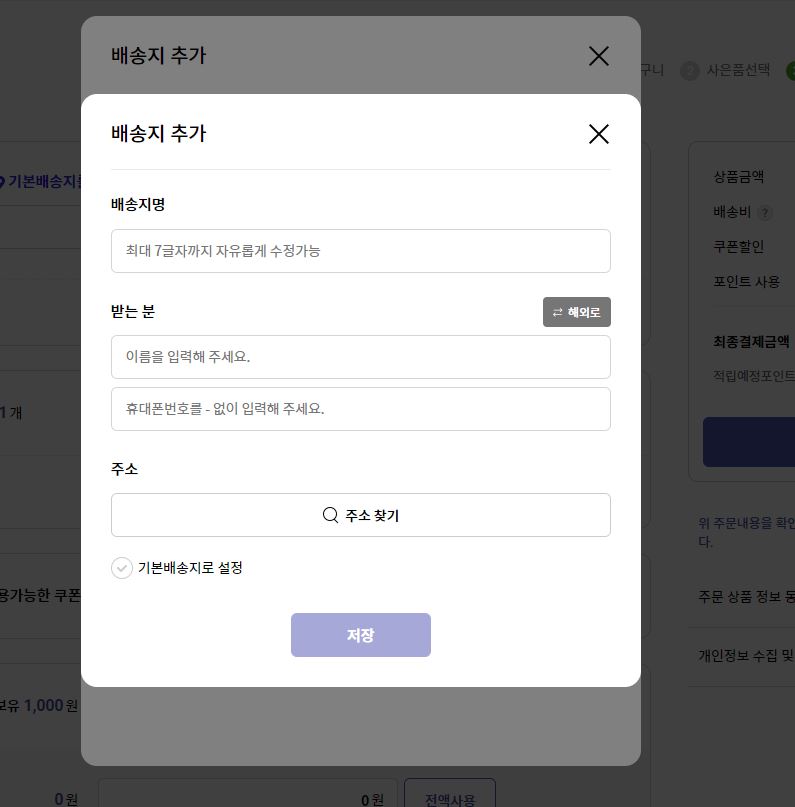 배송지 추가
구니 2 사은품선택
배송지 추가
기본배송지를
배송지명
최대 7글자까지 자유롭게 수정가능
받는 분
해외로
이름을 입력해 주세요.
휴대폰번호를 - 없이 입력해 주세요.
주소
주소 찾기
기본배송지로 설정
저장
1 개
용가능한 쿠폰
보유 1,000 원
0 원
0 원
전액사용
상품금액
배송비 ?
쿠폰할인
포인트 사용
최종결제금액
적립예정포인트
위 주문내용을 확인
다.
주문 상품 정보 동
개인정보 수집 및